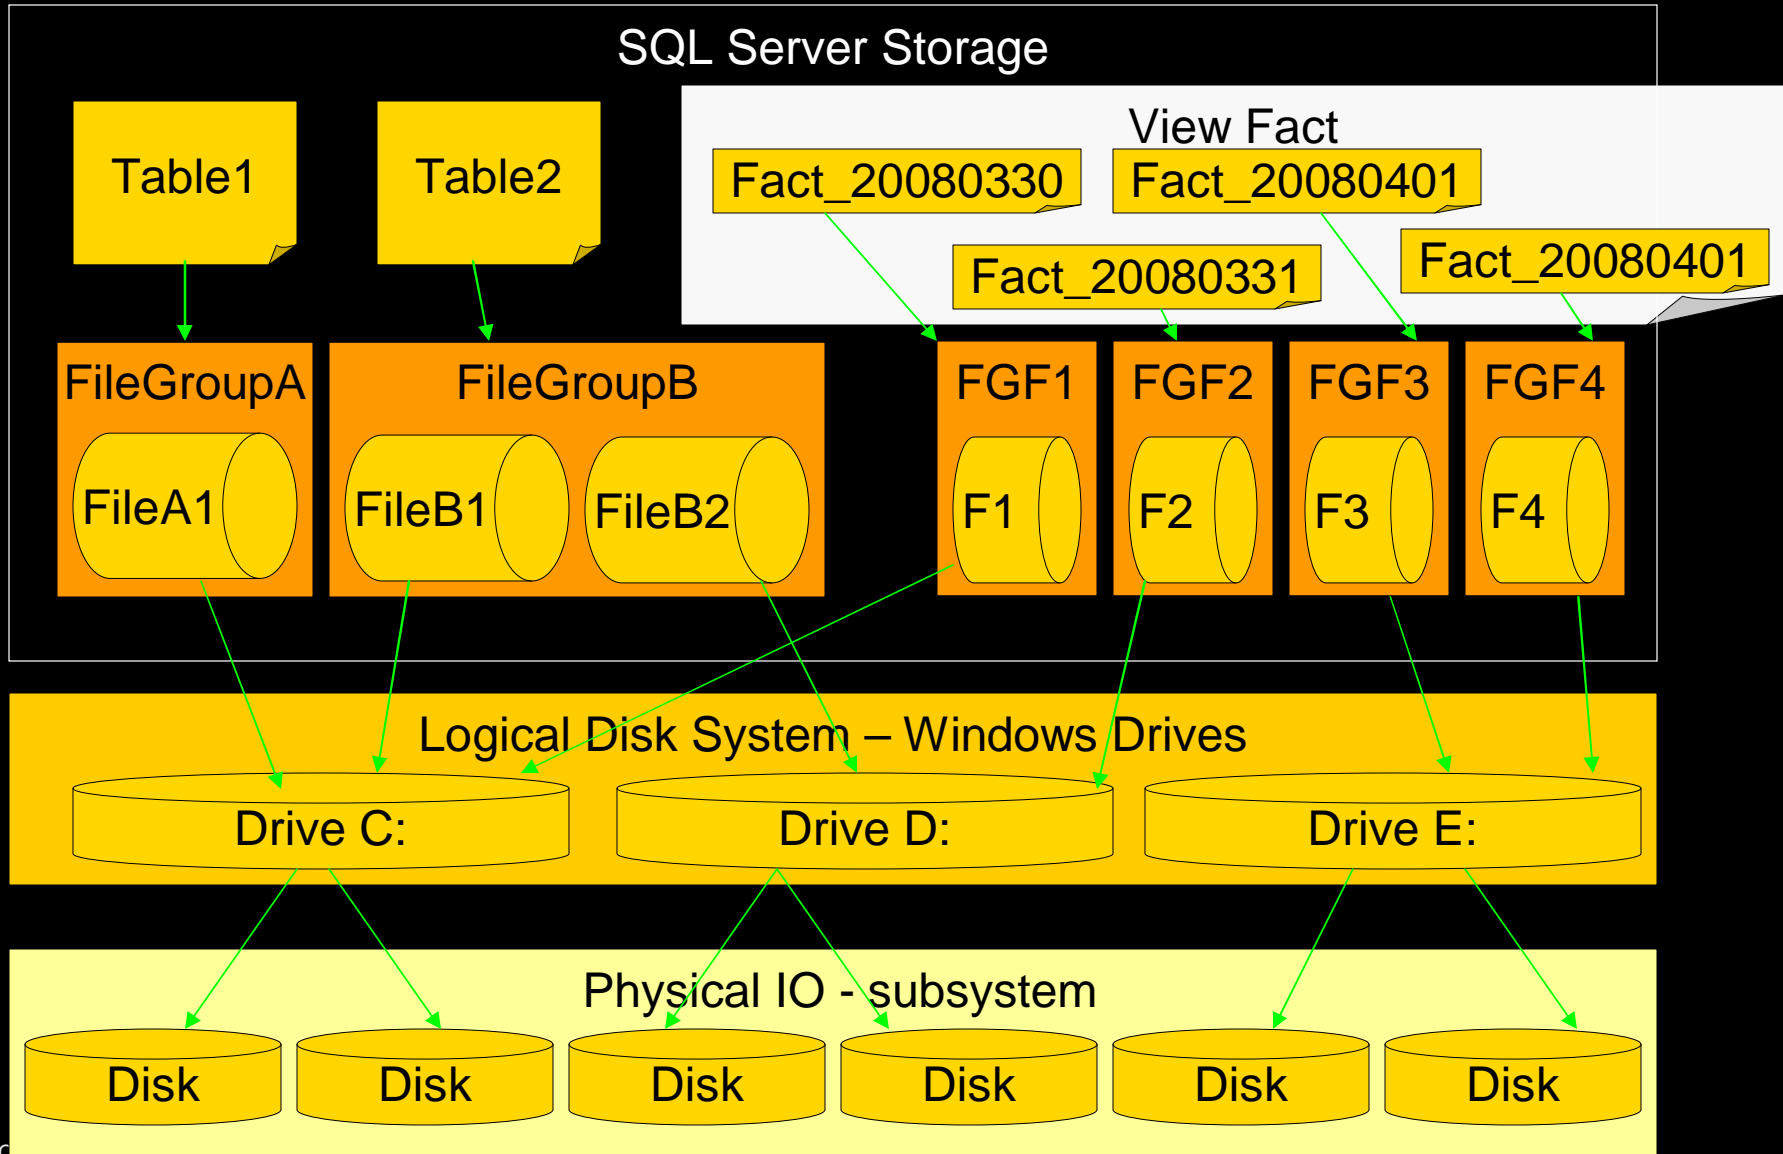 SQL Server Storage
View Fact
Table1
Table2
Fact_20080330
Fact_20080401
Fact_20080331
Fact_20080401
FileGroupA
FileGroupB
FGF1
FGF2
FGF3
FGF4
FileA1
FileB1
FileB2
F1
F2
F3
F4
Logical Disk System – Windows Drives
Drive C:
Drive D:
Drive E:
Physical IO - subsystem
Disk
Disk
Disk
Disk
Disk
Disk